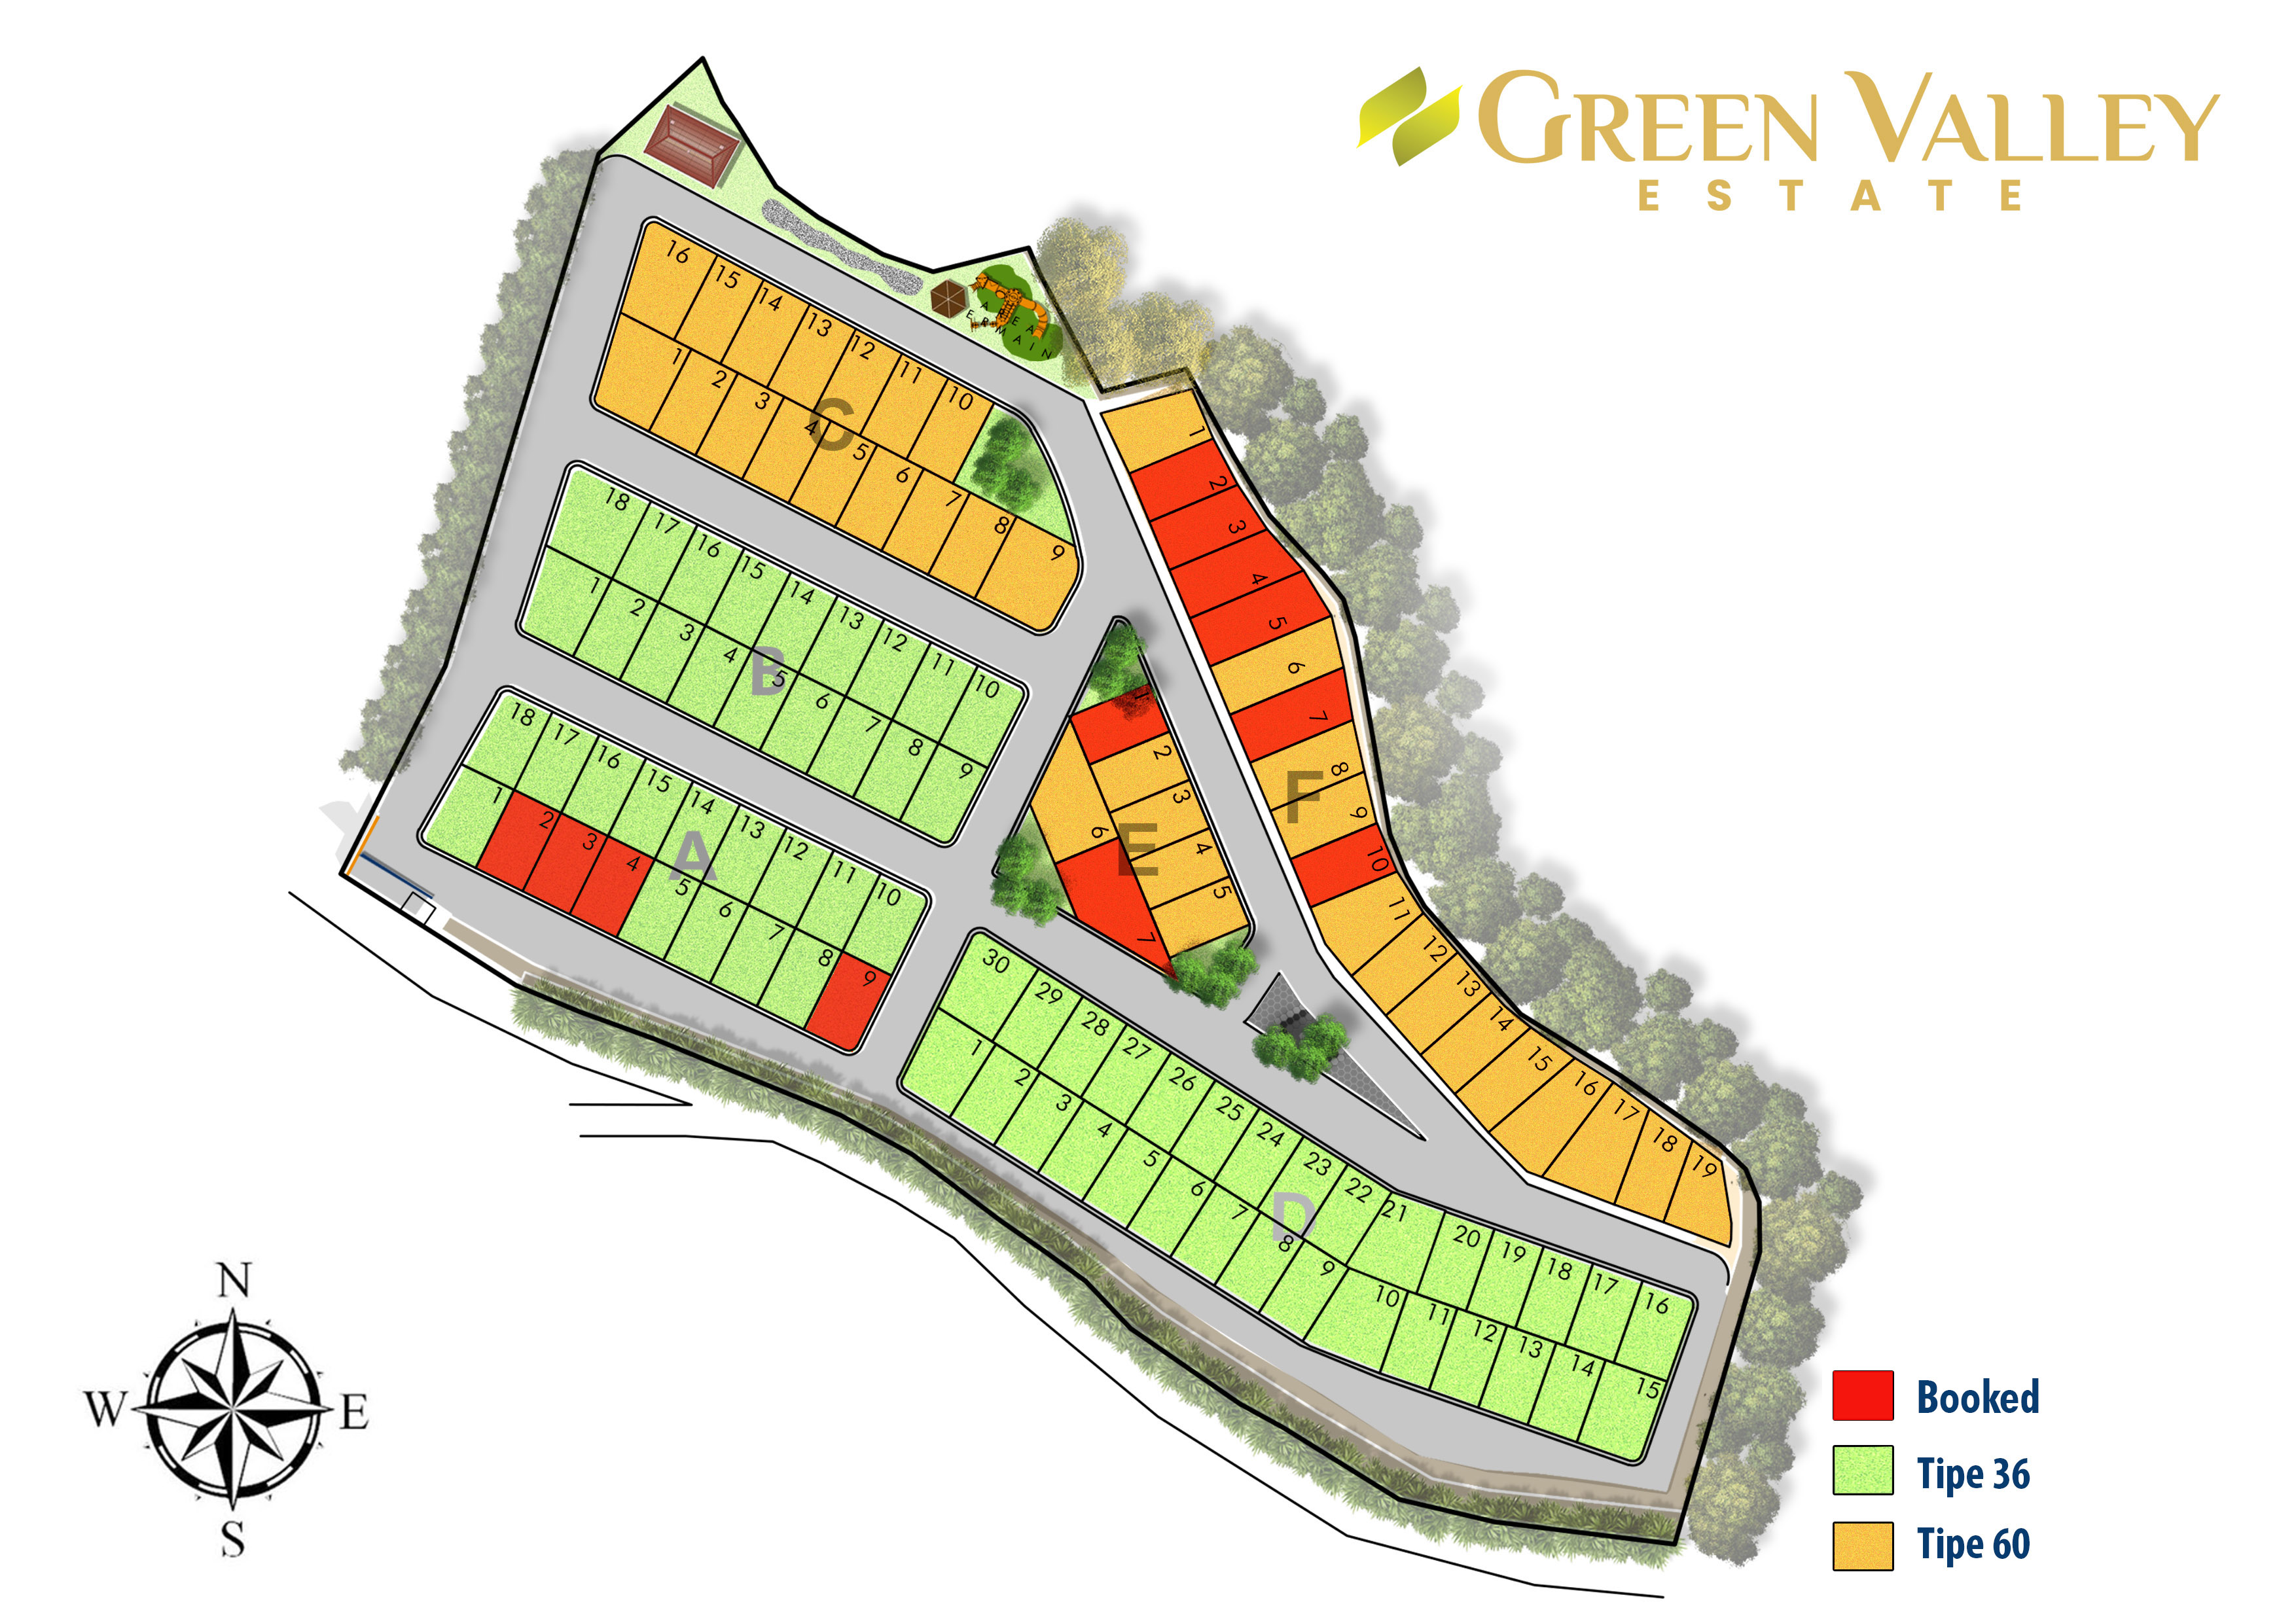 GREEN VALLEY
ESTATE
AREA
ERMAIN
16 15 14 13 12 11 10
1 2 3 4 5 6 7 8 9
C
18 17 16 15 14 13 12 11 10
1 2 3 4 5 6 7 8 9
B
18 17 16 15 14 13 12 11 10
1 2 3 4 5 6 7 8 9
A
1 2 3 4 5 6 7
E
1 2 3 4 5 6 7 8 9 10 11 12 13 14 15 16 17 18 19
F
30 29 28 27 26 25 24 23 22 21 20 19 18 17 16
1 2 3 4 5 6 7 8 9 10 11 12 13 14 15
D
N
W E
S
Booked
Tipe 36
Tipe 60